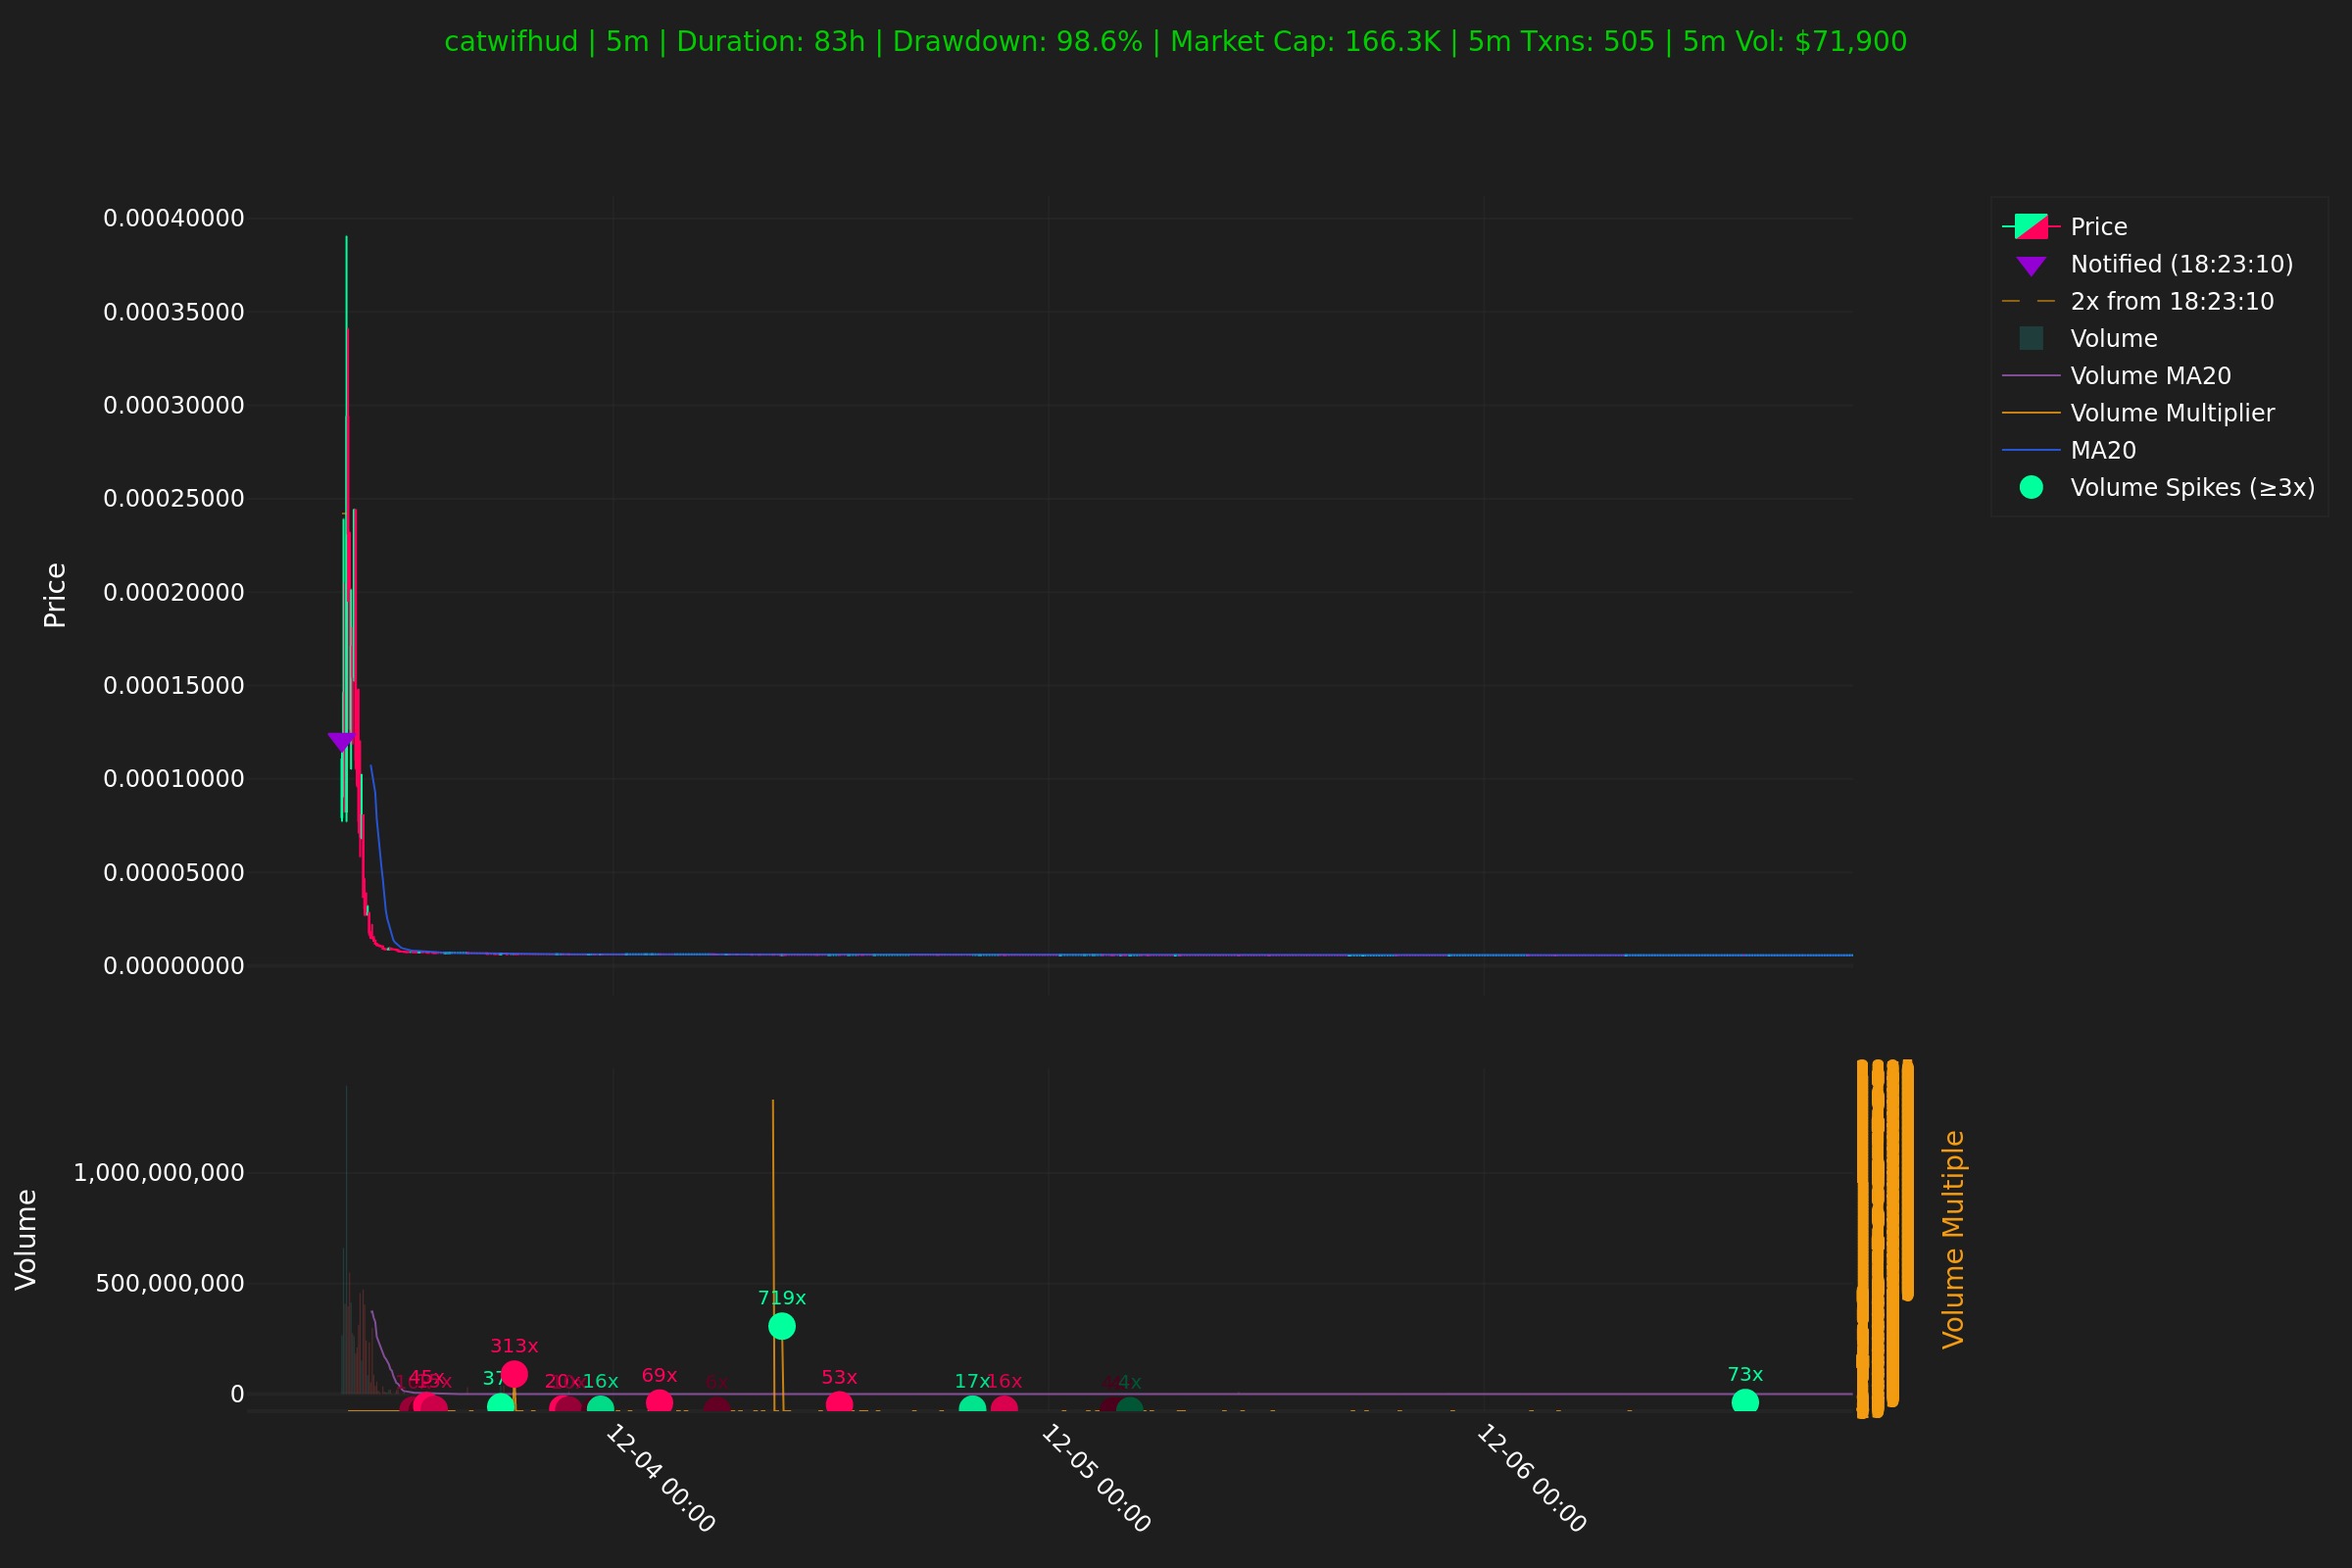 catwifhud | 5m | Duration: 83h | Drawdown: 98.6% | Market Cap: 166.3K | 5m Txns: 505 | 5m Vol: $71,900
0.00040000
0.00035000
0.00030000
0.00025000
0.00020000
0.00015000
0.00010000
0.00005000
0.00000000
Price
Price
Notified (18:23:10)
2x from 18:23:10
Volume
Volume MA20
Volume Multiplier
MA20
Volume Spikes (≥3x)
1,000,000,000
500,000,000
0
Volume
Volume Multiple
45x
313x
20x
16x
69x
719x
53x
17x
16x
4x
73x
12-04 00:00
12-05 00:00
12-06 00:00